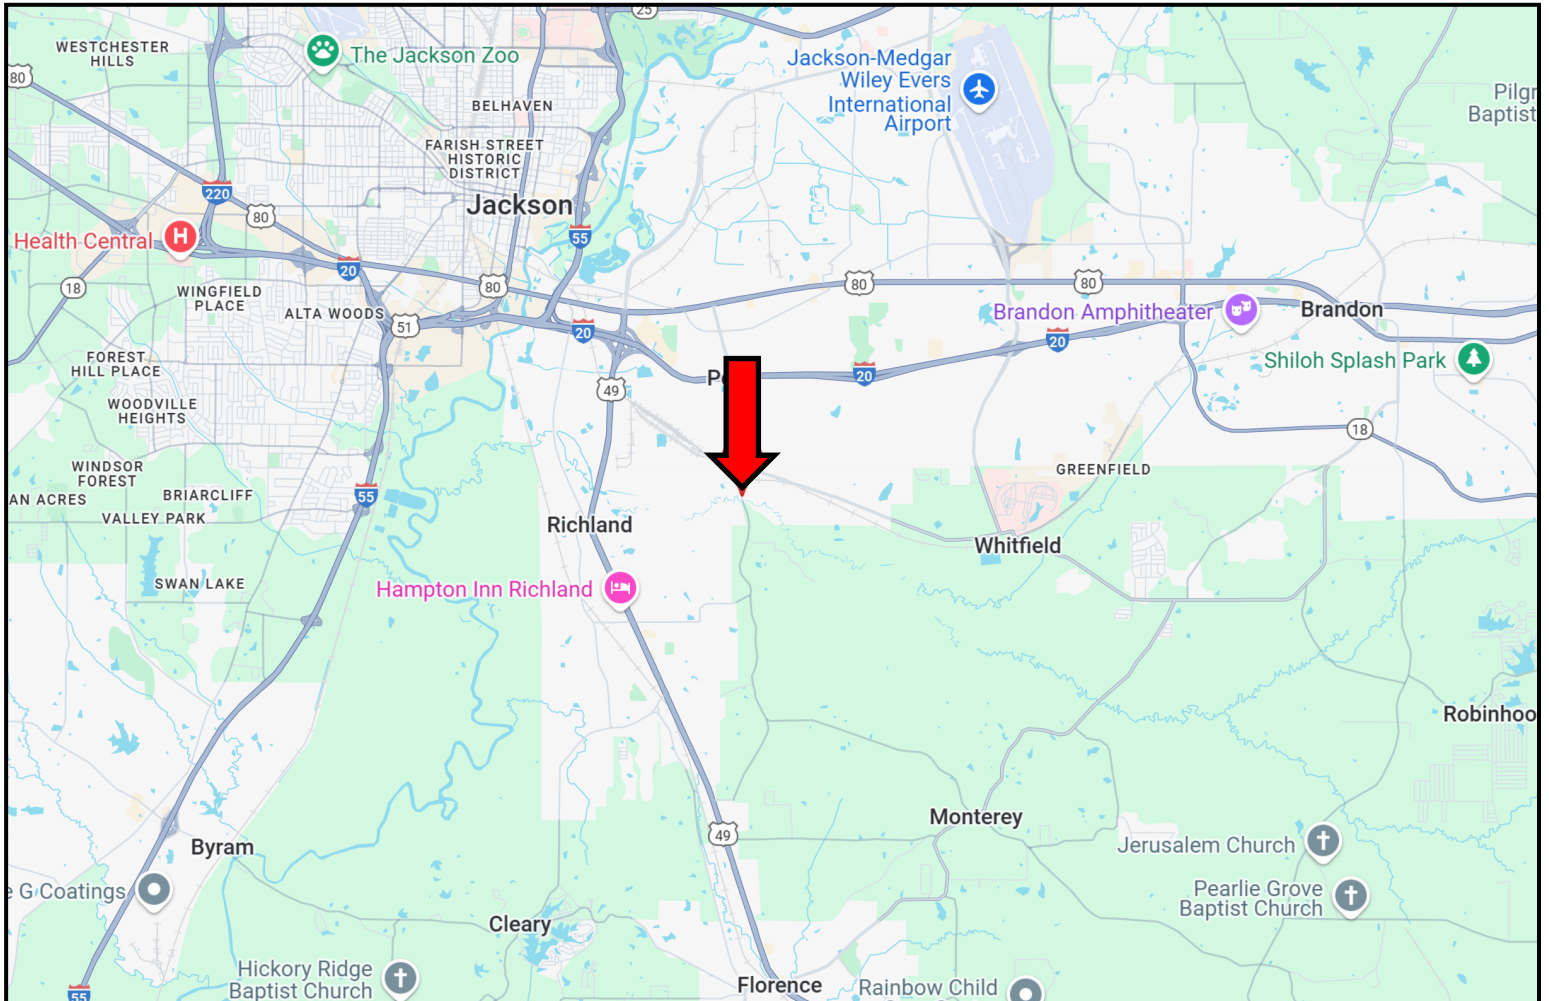 25
WESTCHESTER
HILLS
The Jackson Zoo
80
Jackson-Medgar
Wiley Evers
International
Airport
BELHAVEN
Baptist
FARISH STREET
HISTORIC
DISTRICT
220
80
Jackson
Health Central
H
55
20
18
80
80
80
WINGFIELD
PLACE
ALTA WOODS
51
20
Brandon Amphitheater
Brandon
20
FOREST
HILL PLACE
Shiloh Splash Park
49
20
WOODVILLE
HEIGHTS
18
WINDSOR
FOREST
GREENFIELD
AN ACRES
BRIARCLIFF
55
VALLEY PARK
Richland
Whitfield
SWAN LAKE
Hampton Inn Richland
Robinhoo
Monterey
49
Byram
Jerusalem Church
e G Coatings
Pearlie Grove
Baptist Church
Cleary
Hickory Ridge
Baptist Church
Florence
Rainbow Child
55